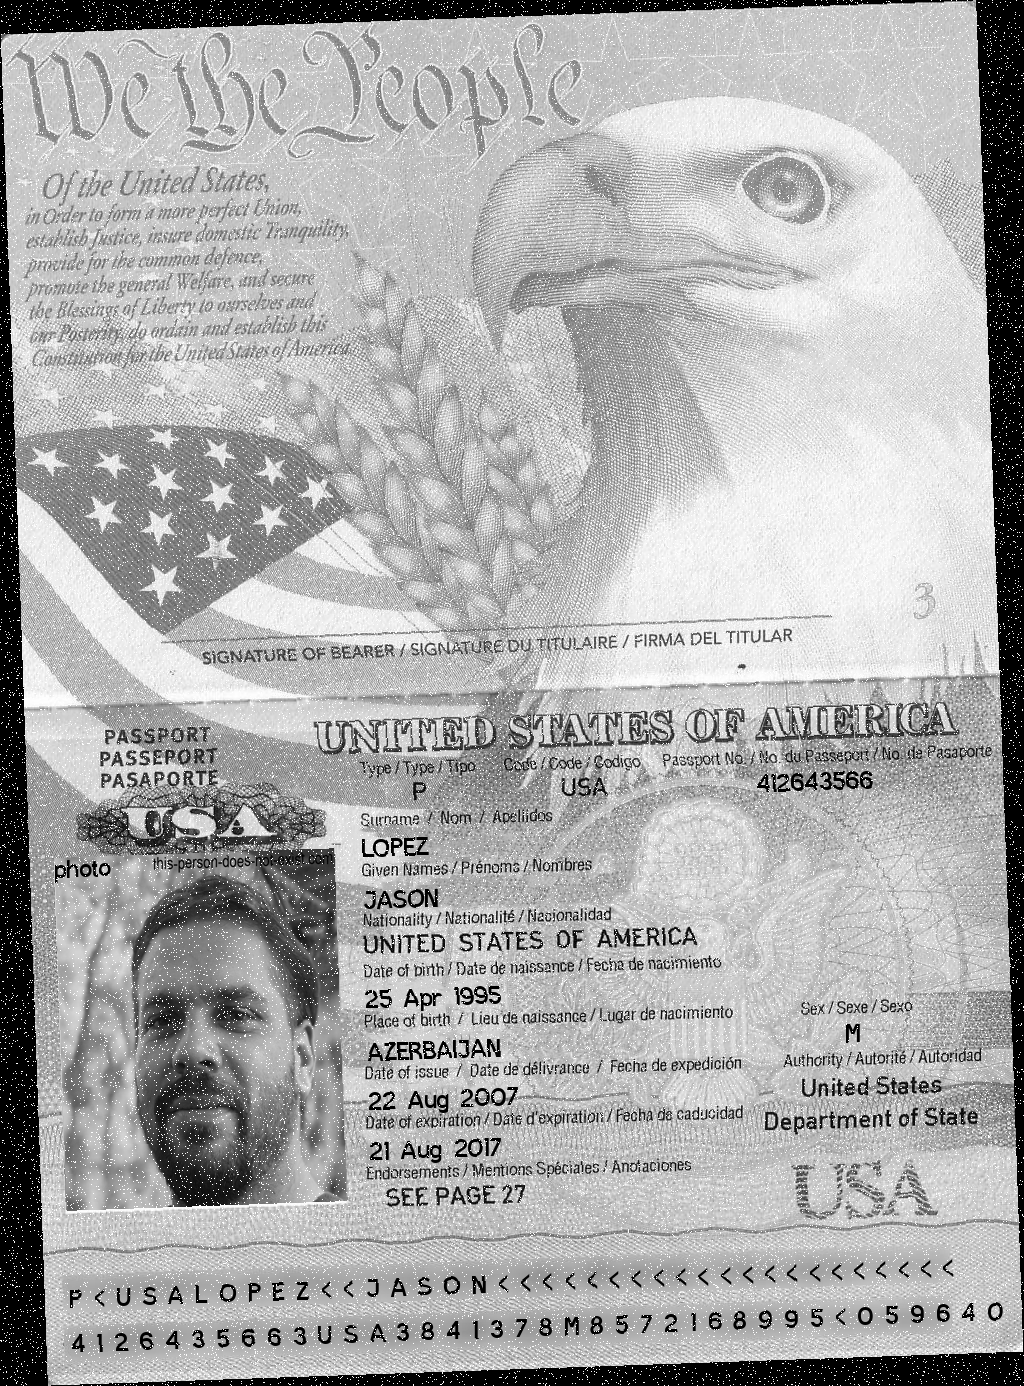 We the People
Of the United States,
in Order to form a more perfect Union,
establish Justice, insure domestic Tranquility,
provide for the common defence,
promote the general Welfare, and secure
the Blessings of Liberty to ourselves and
our Posterity, do ordain and establish this
Constitution for the United States of America.
3
SIGNATURE OF BEARER / SIGNATURE DU TITULAIRE / FIRMA DEL TITULAR
PASSPORT
PASSEPORT
PASAPORTE
USA
UNITED STATES OF AMERICA
Type / Type / Tipo Code / Code / Codigo Passport No. / No. du Passeport / No. de Pasaporte
P USA 412643566
Surname / Nom / Apellidos
LOPEZ
Given Names / Prénoms / Nombres
JASON
Nationality / Nationalité / Nacionalidad
UNITED STATES OF AMERICA
Date of birth / Date de naissance / Fecha de nacimiento
25 Apr 1995
Place of birth / Lieu de naissance / Lugar de nacimiento
AZERBAIJAN
Date of issue / Date de délivrance / Fecha de expedición
22 Aug 2007
Date of expiration / Date d'expiration / Fecha de caducidad
21 Aug 2017
Endorsements / Mentions Spéciales / Anotaciones
SEE PAGE 27
Sex / Sexe / Sexo
M
Authority / Autorité / Autoridad
United States
Department of State
USA
photo this-person-does-not-exist.com
P<USALOPEZ<<JASON<<<<<<<<<<<<<<<<<<<<<
4126435663USA3841378M8572168995<059640